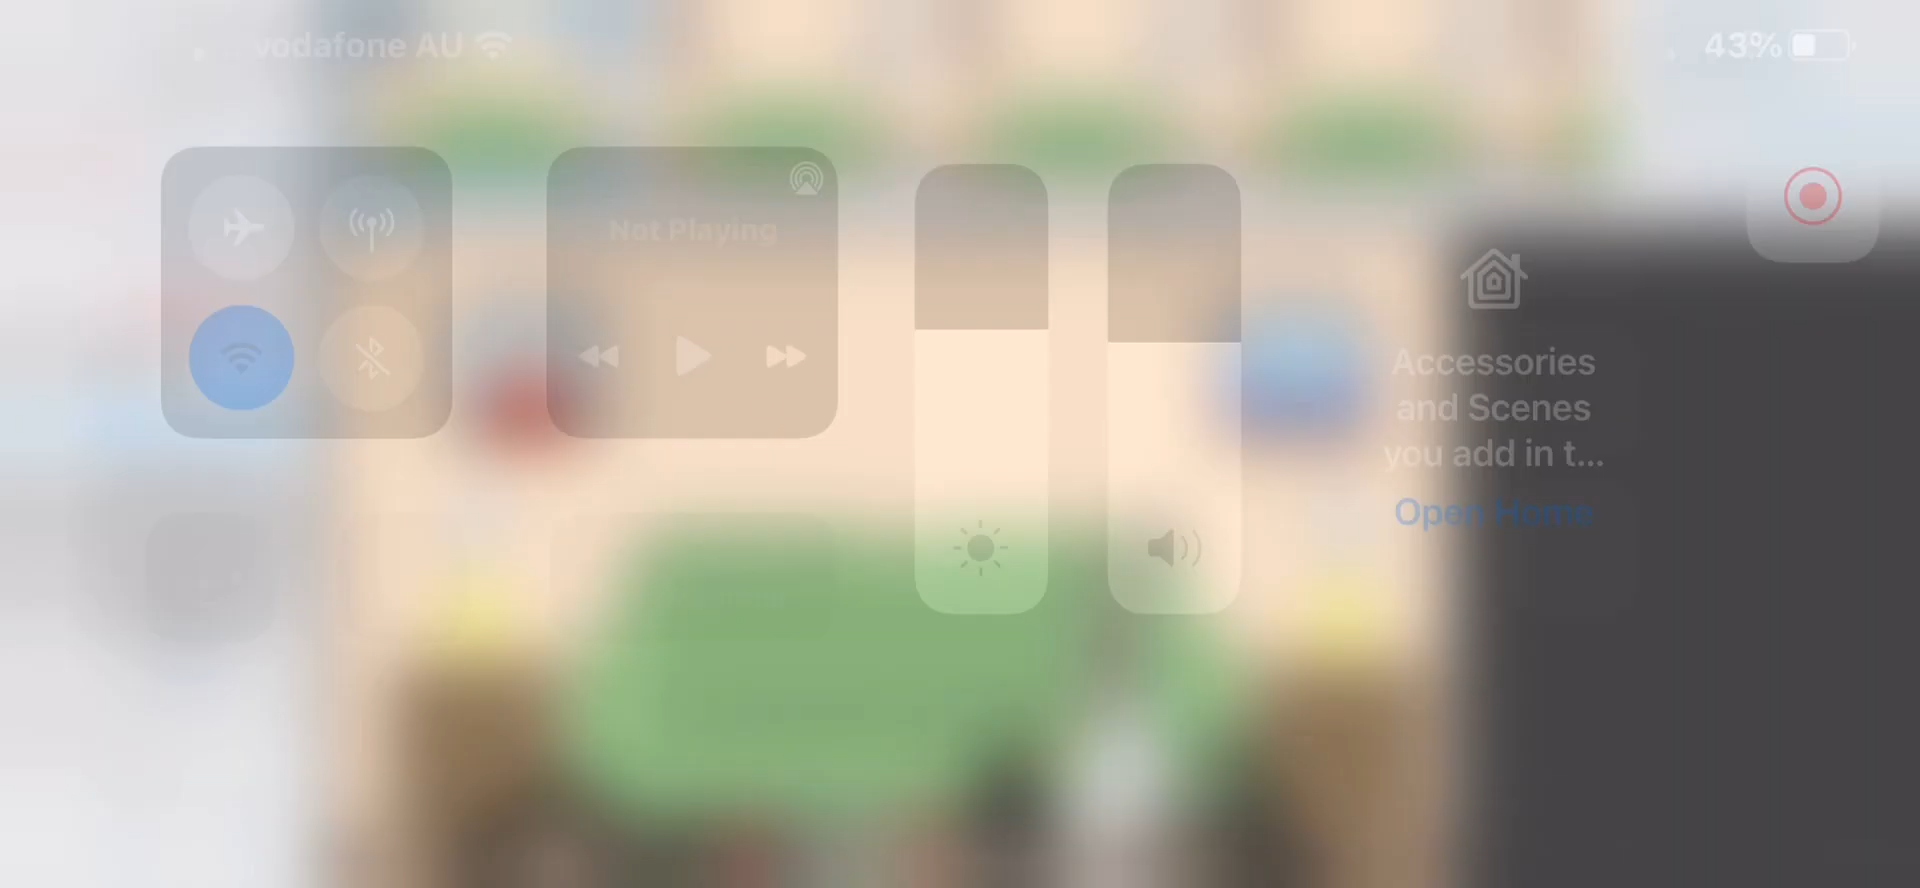 vodafone AU
43%
Not Playing
Accessories
and Scenes
you add in t...
Open Home